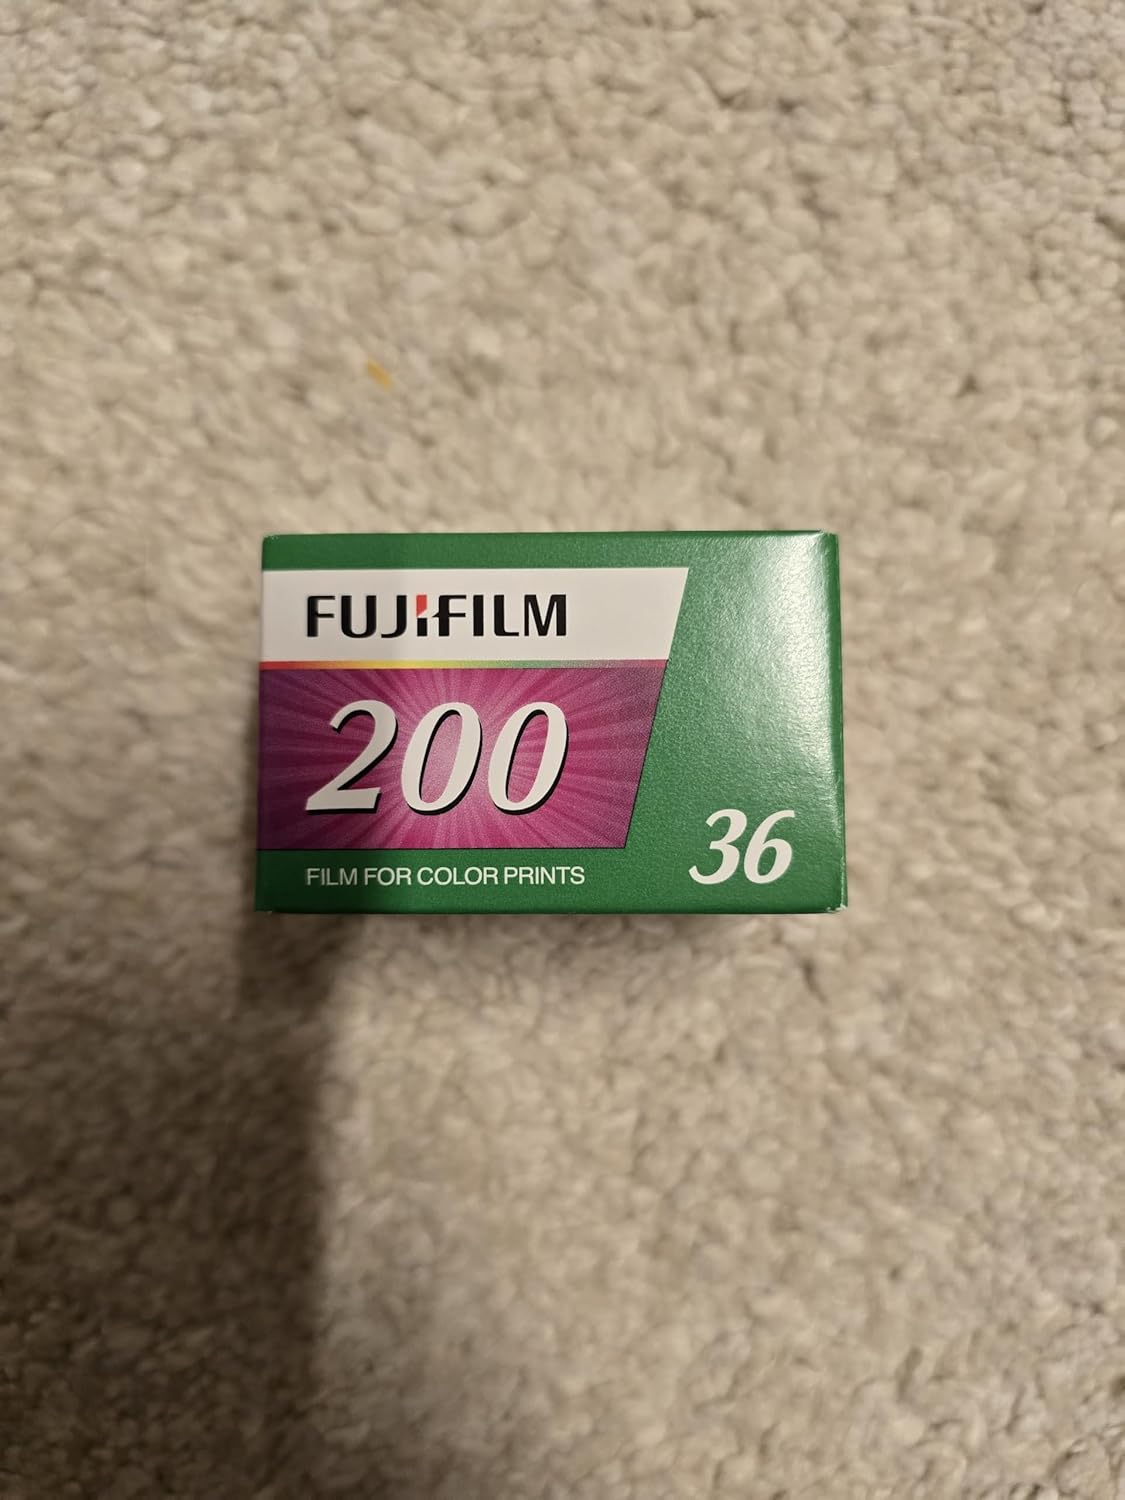 FUJIFILM
200
FILM FOR COLOR PRINTS
36